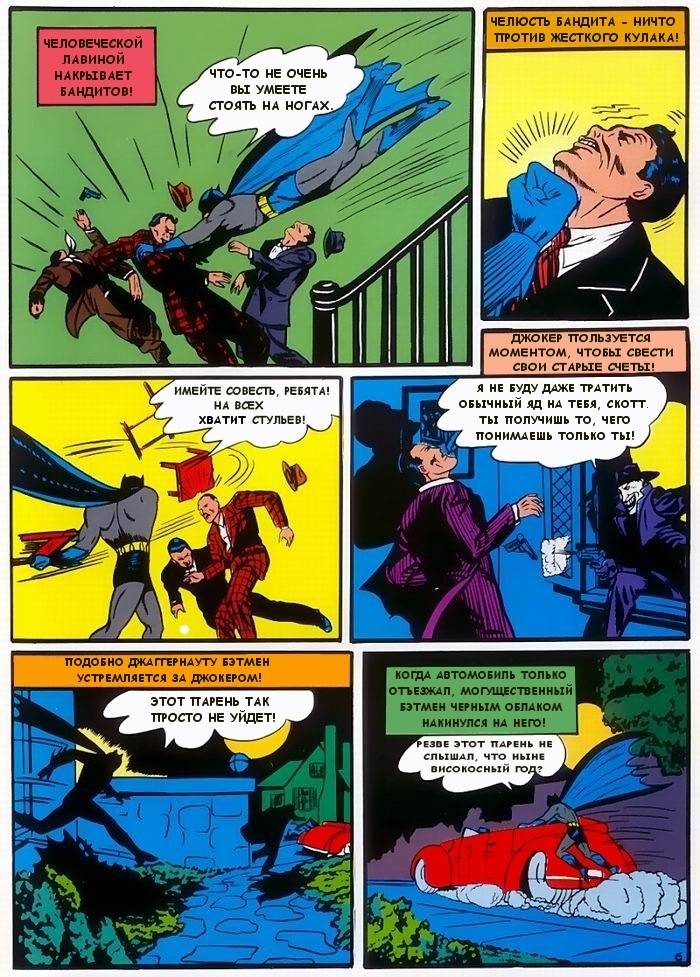 ЧЕЛОВЕЧЕСКОЙ
ЛАВИНОЙ
НАКРЫВАЕТ
БАНДИТОВ!
ЧТО-ТО НЕ ОЧЕНЬ
ВЫ УМЕЕТЕ
СТОЯТЬ НА НОГАХ.
ЧЕЛЮСТЬ БАНДИТА - НИЧТО
ПРОТИВ ЖЕСТКОГО КУЛАКА!
ИМЕЙТЕ СОВЕСТЬ, РЕБЯТА!
НА ВСЕХ
ХВАТИТ СТУЛЬЕВ!
ДЖОКЕР ПОЛЬЗУЕТСЯ
МОМЕНТОМ, ЧТОБЫ СВЕСТИ
СВОИ СТАРЫЕ СЧЕТЫ!
Я НЕ БУДУ ДАЖЕ ТРАТИТЬ
ОБЫЧНЫЙ ЯД НА ТЕБЯ, СКОТТ.
ТЫ ПОЛУЧИШЬ ТО, ЧЕГО
ПОНИМАЕШЬ ТОЛЬКО ТЫ!
ПОДОБНО ДЖАГГЕРНАУТУ БЭТМЕН
УСТРЕМЛЯЕТСЯ ЗА ДЖОКЕРОМ!
ЭТОТ ПАРЕНЬ ТАК
ПРОСТО НЕ УЙДЕТ!
КОГДА АВТОМОБИЛЬ ТОЛЬКО
ОТЪЕЗЖАЛ, МОГУЩЕСТВЕННЫЙ
БЭТМЕН ЧЕРНЫМ ОБЛАКОМ
НАКИНУЛСЯ НА НЕГО!
РЕЗВЕ ЭТОТ ПАРЕНЬ НЕ
СЛЫШАЛ, ЧТО НЫНЕ
ВИСОКОСНЫЙ ГОД?